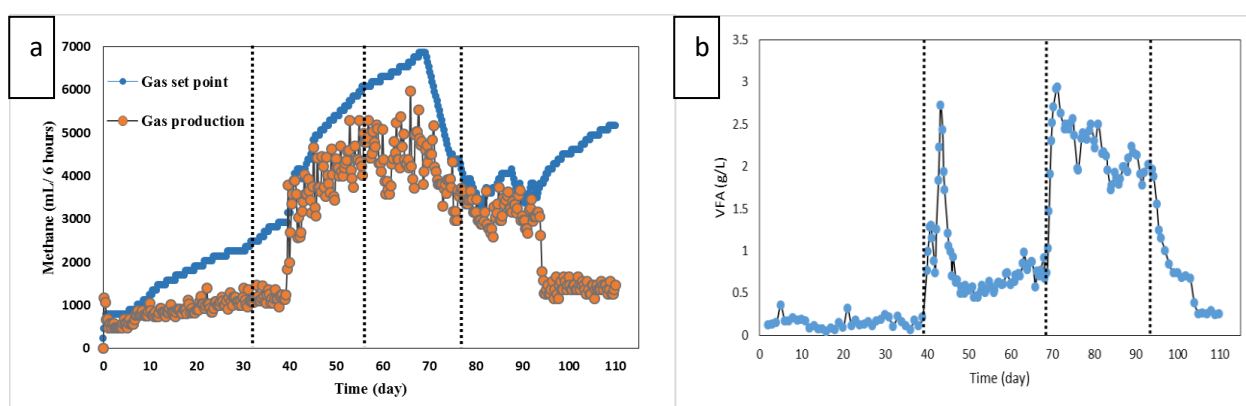 a
7000
6000
5000
4000
3000
2000
1000
0
Methane (mL/ 6 hours)
Gas set point
Gas production
0 10 20 30 40 50 60 70 80 90 100 110
Time (day)
b
3.5
3
2.5
2
1.5
1
0.5
0
VFA (g/L)
0 10 20 30 40 50 60 70 80 90 100 110
Time (day)